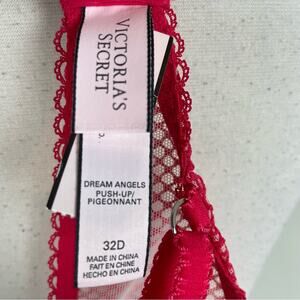 VICTORIA'S
SECRET
DREAM ANGELS
PUSH-UP/
PIGEONNANT
32D
MADE IN CHINA
FAIT EN CHINE
HECHO EN CHINA